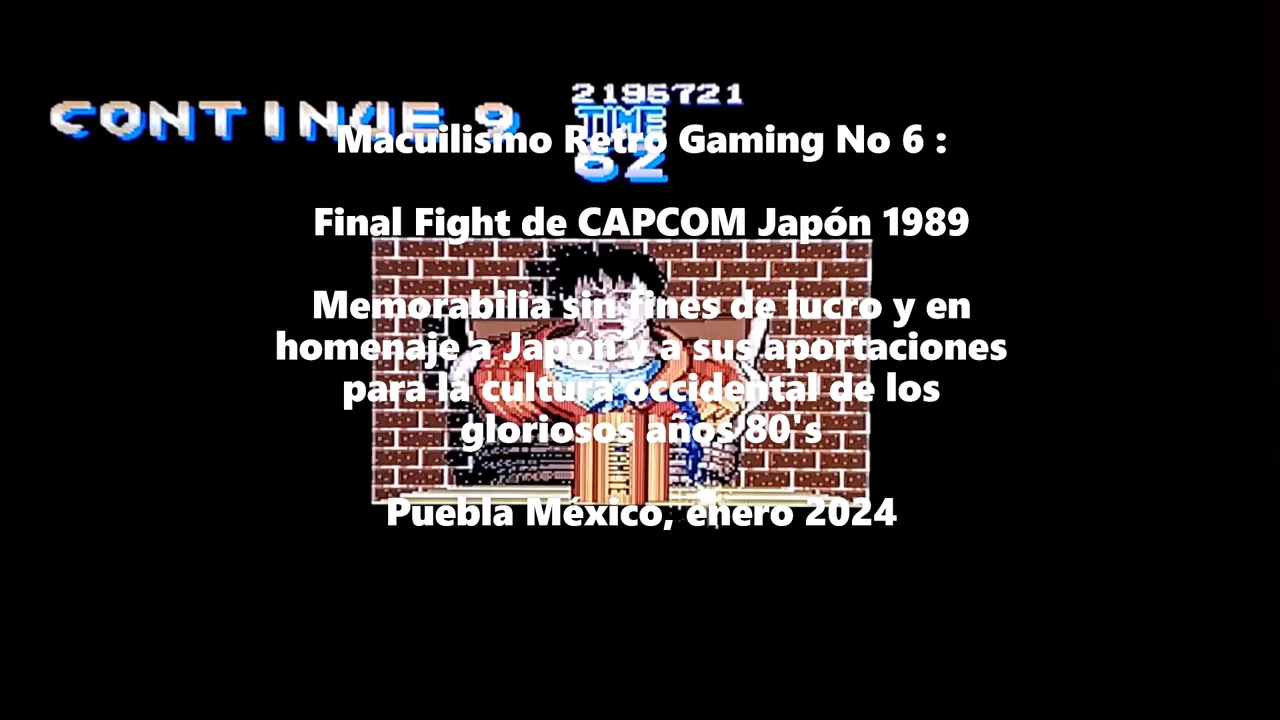 CONTINUE 9
2195721
TIME
62
Macuilismo Retro Gaming No 6 :
Final Fight de CAPCOM Japón 1989
Memorabilia sin fines de lucro y en
homenaje a Japón y a sus aportaciones
para la cultura occidental de los
gloriosos años 80's
DYNAMITE
Puebla México, enero 2024